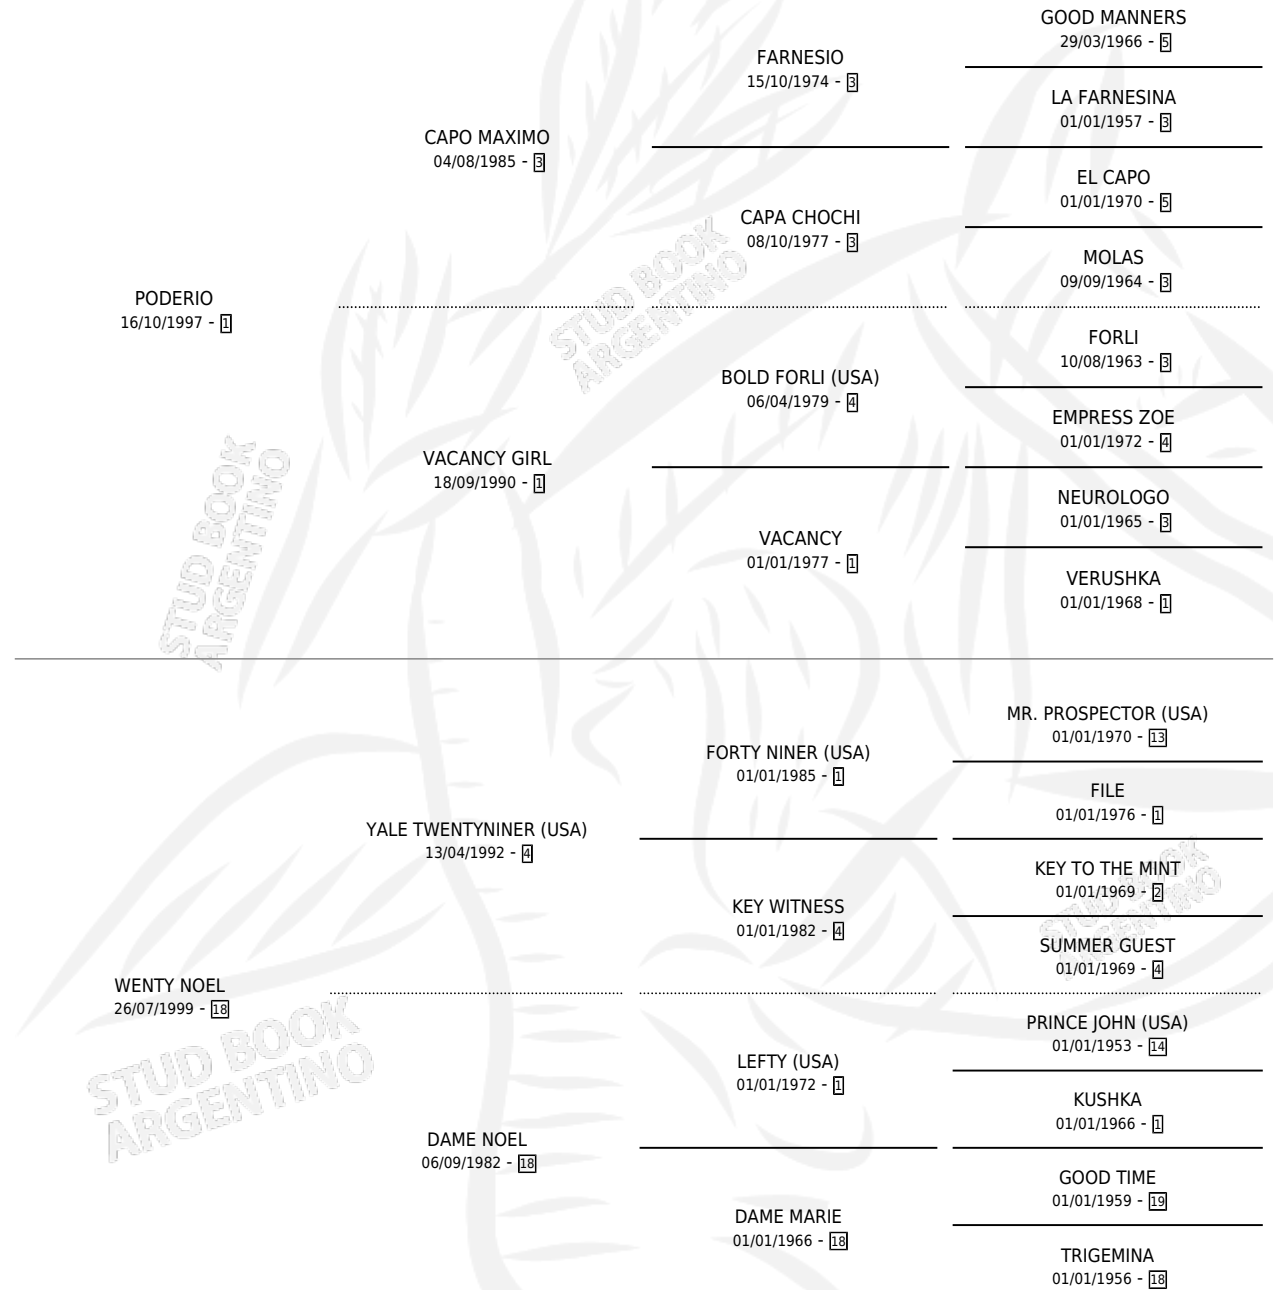 GOOD MANNERS
29/03/1966 - 5
FARNESIO
15/10/1974 - 3
LA FARNESINA
01/01/1957 - 3
CAPO MAXIMO
04/08/1985 - 3
EL CAPO
01/01/1970 - 5
CAPA CHOCHI
08/10/1977 - 3
MOLAS
09/09/1964 - 3
PODERIO
16/10/1997 - 1
FORLI
10/08/1963 - 3
BOLD FORLI (USA)
06/04/1979 - 4
EMPRESS ZOE
01/01/1972 - 4
VACANCY GIRL
18/09/1990 - 1
NEUROLOGO
01/01/1965 - 3
VACANCY
01/01/1977 - 1
VERUSHKA
01/01/1968 - 1
MR. PROSPECTOR (USA)
01/01/1970 - 13
FORTY NINER (USA)
01/01/1985 - 1
FILE
01/01/1976 - 1
YALE TWENTYNINER (USA)
13/04/1992 - 4
KEY TO THE MINT
01/01/1969 - 2
KEY WITNESS
01/01/1982 - 4
SUMMER GUEST
01/01/1969 - 4
WENTY NOEL
26/07/1999 - 18
PRINCE JOHN (USA)
01/01/1953 - 14
LEFTY (USA)
01/01/1972 - 1
KUSHKA
01/01/1966 - 1
DAME NOEL
06/09/1982 - 18
GOOD TIME
01/01/1959 - 19
DAME MARIE
01/01/1966 - 18
TRIGEMINA
01/01/1956 - 18
STUD BOOK
ARGENTINO
STUD BOOK
ARGENTINO
STUD BOOK
ARGENTINO
STUD BOOK
ARGENTINO